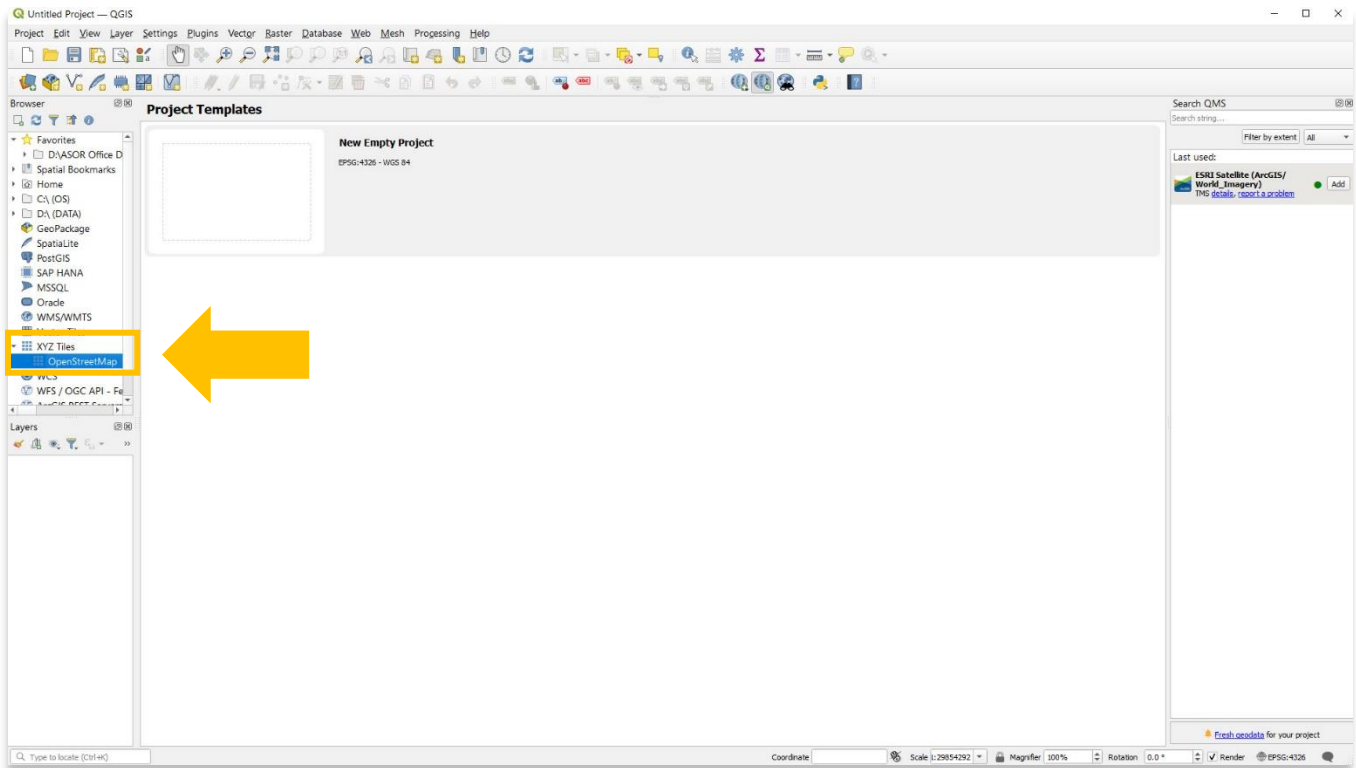 Untitled Project — QGIS
Project Edit View Layer Settings Plugins Vector Raster Database Web Mesh Processing Help
Browser
Favorites
D:\ASOR Office D
Spatial Bookmarks
Home
C:\ (OS)
D:\ (DATA)
GeoPackage
SpatiaLite
PostGIS
SAP HANA
MSSQL
Oracle
WMS/WMTS
XYZ Tiles
OpenStreetMap
WCS
WFS / OGC API - Fe
Layers
Project Templates
New Empty Project
EPSG:4326 - WGS 84
Search QMS
Search string...
Filter by extent All
Last used:
ESRI Satellite (ArcGIS/
World_Imagery)
TMS details, report a problem
Add
Fresh geodata for your project
Type to locate (Ctrl+K) Coordinate Scale 1:29854292 Magnifier 100% Rotation 0.0 ° Render EPSG:4326